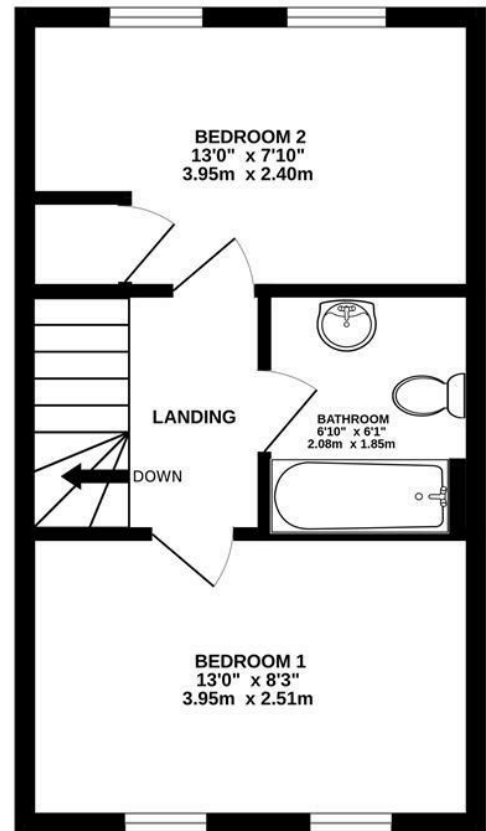 BEDROOM 2
13'0" x 7'10"
3.95m x 2.40m
LANDING
BATHROOM
6'10" x 6'1"
2.08m x 1.85m
DOWN
BEDROOM 1
13'0" x 8'3"
3.95m x 2.51m